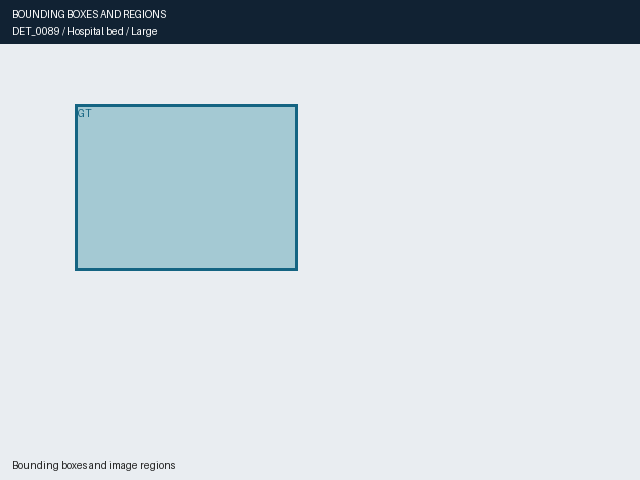 BOUNDING BOXES AND REGIONS
DET_0089 / Hospital bed / Large
GT
Bounding boxes and image regions